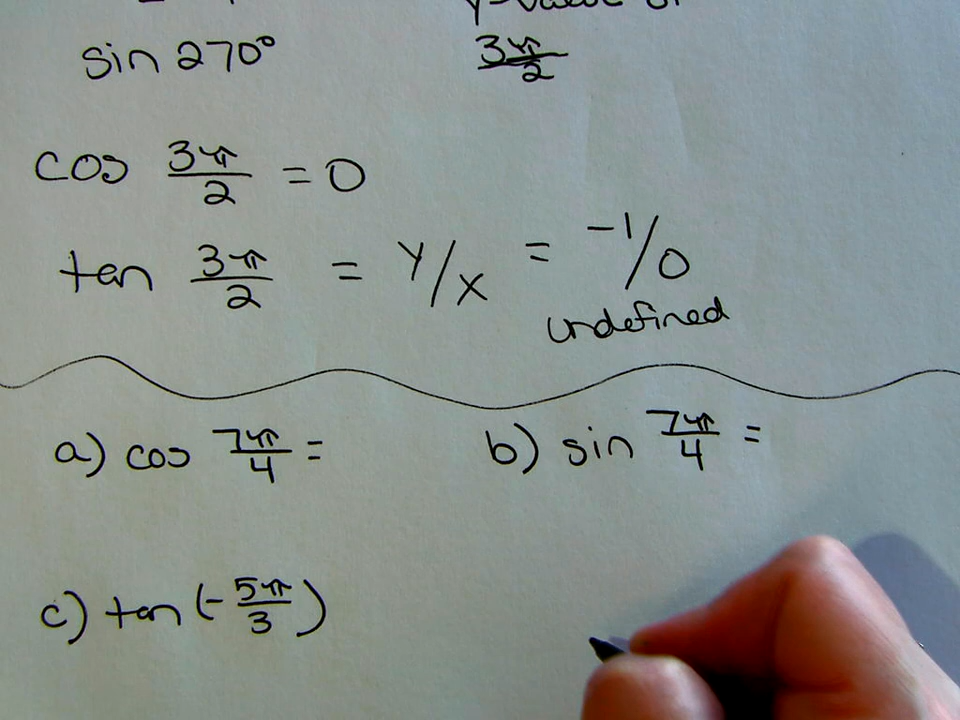 sin 270° 3π/2
cos 3π/2 = 0
tan 3π/2 = y/x = -1/0
undefined
a) cos 7π/4 = b) sin 7π/4 =
c) tan (-5π/3)